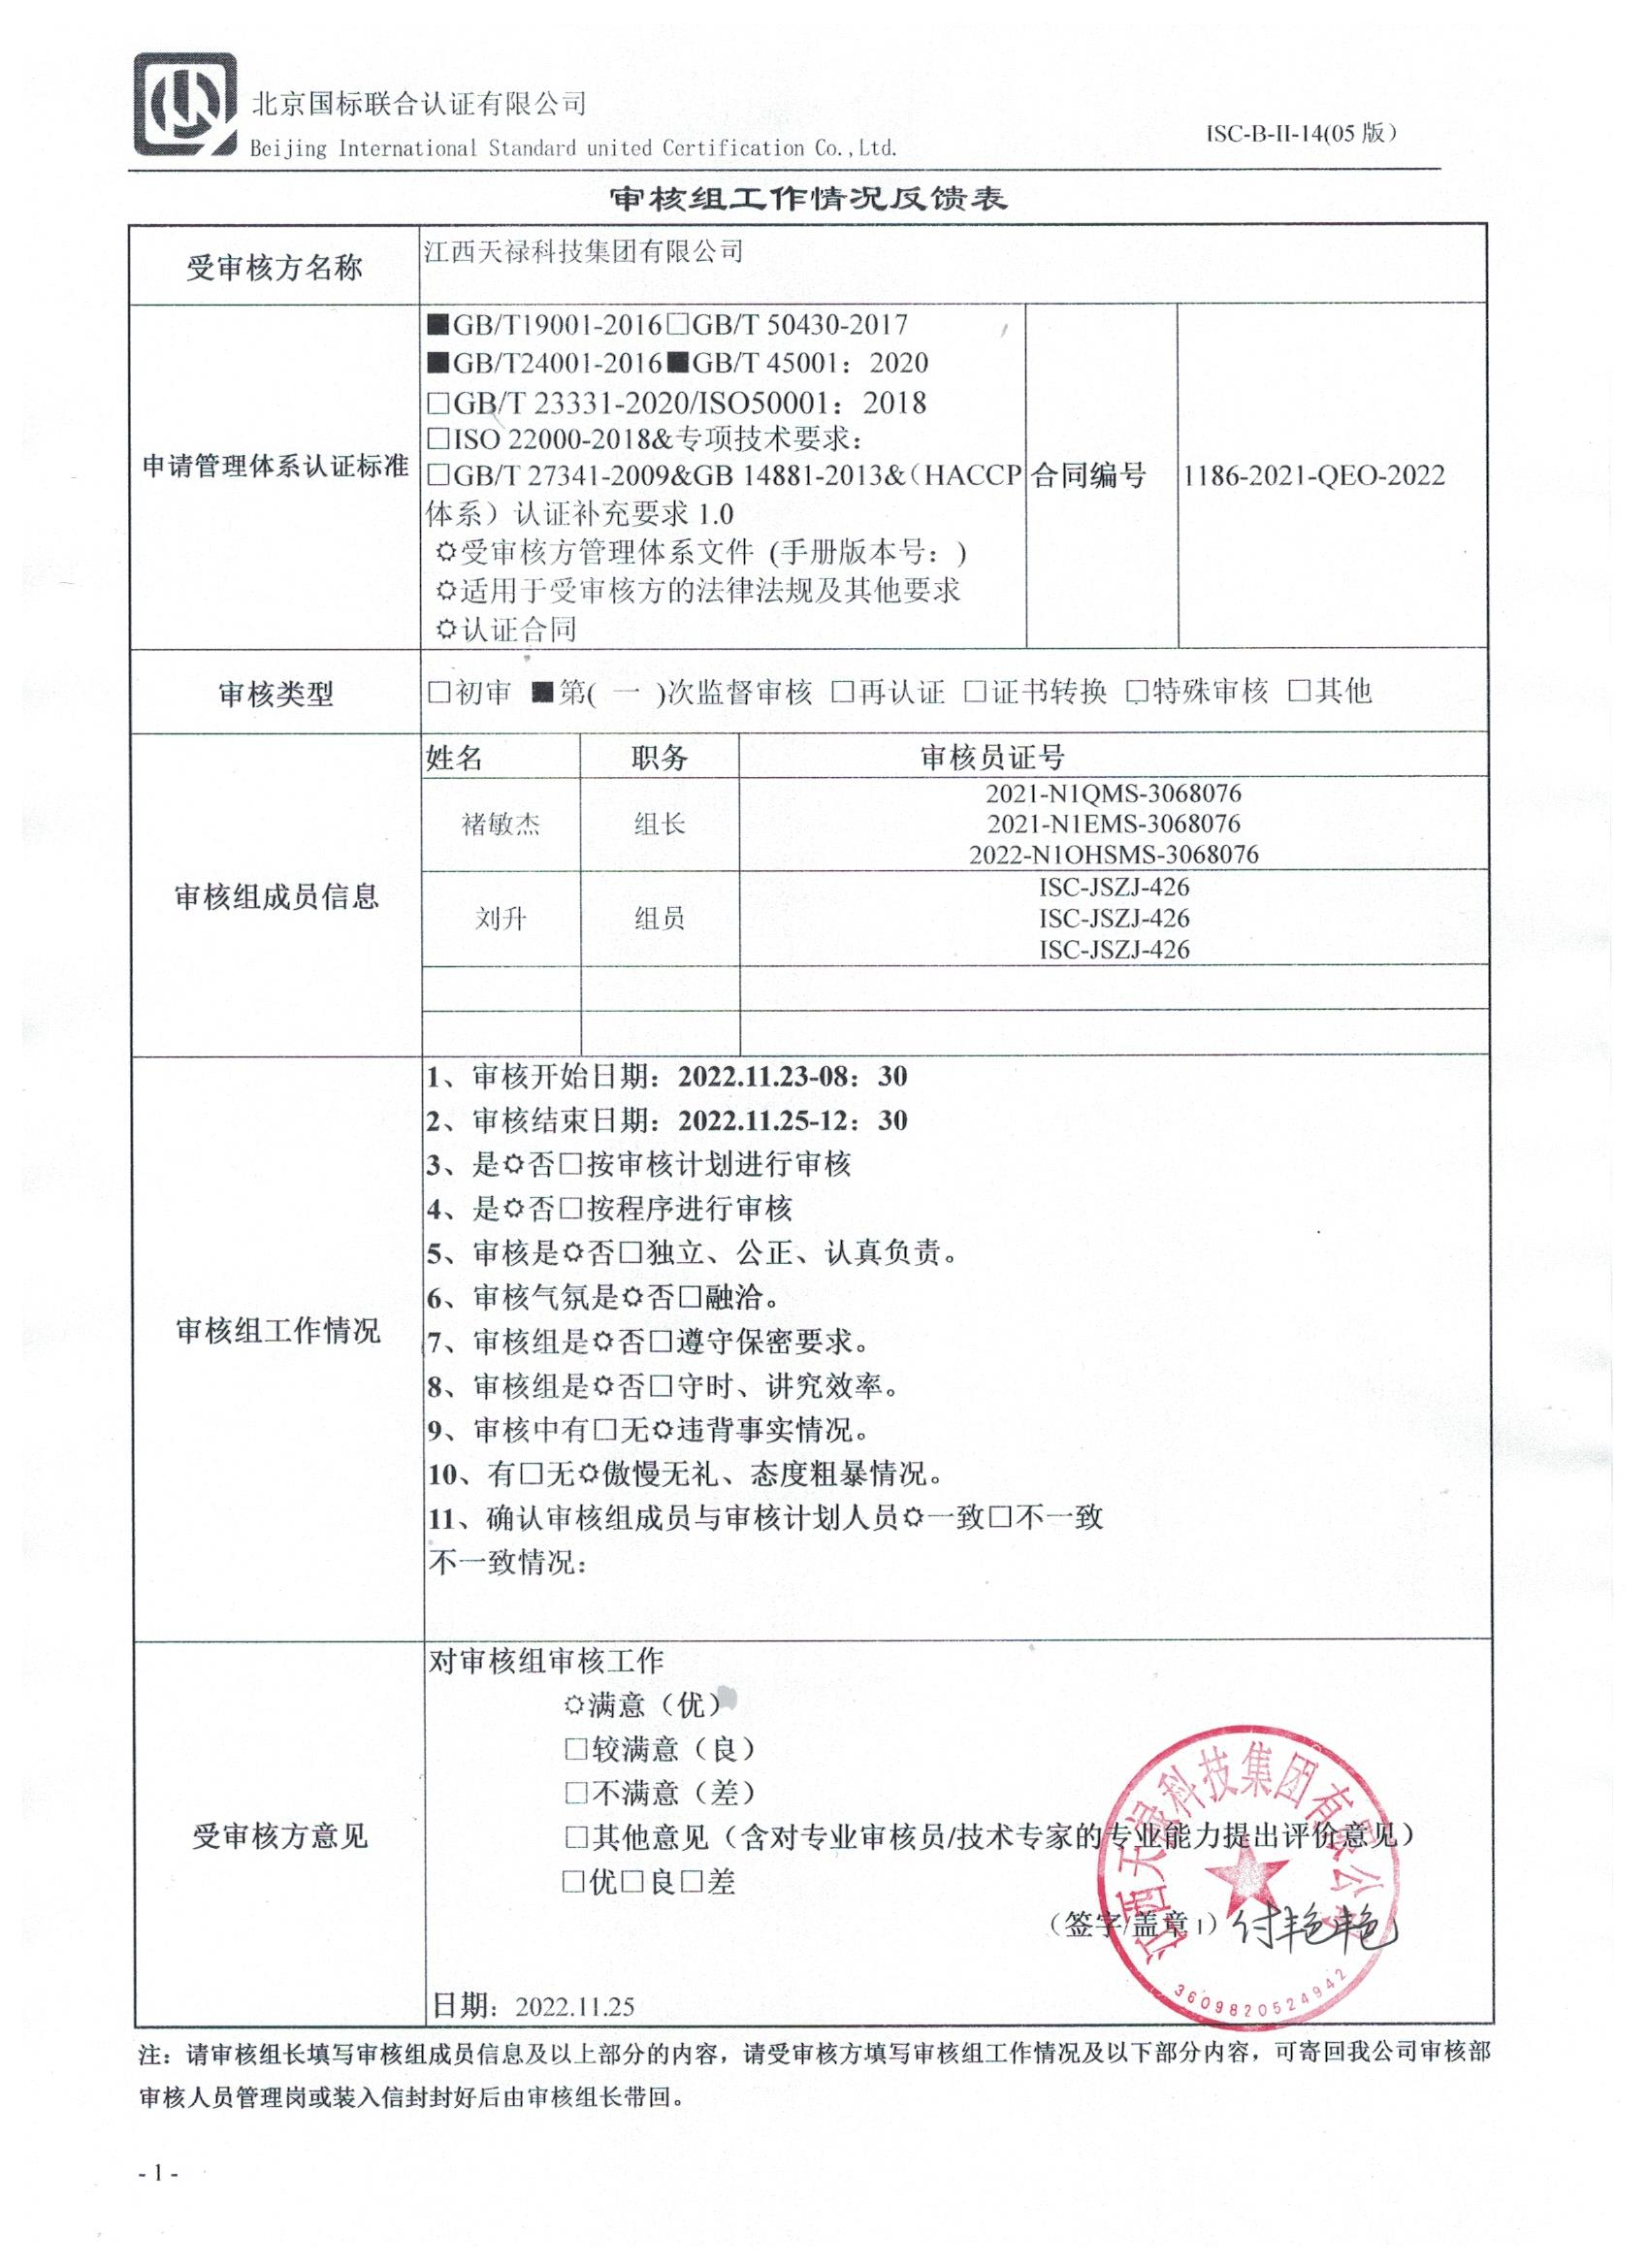 北京国标联合认证有限公司
Beijing International Standard united Certification Co.,Ltd.
ISC-B-II-14(05 版)
审核组工作情况反馈表
受审核方名称
江西天禄科技集团有限公司
申请管理体系认证标准
■GB/T19001-2016□GB/T 50430-2017
■GB/T24001-2016■GB/T 45001：2020
□GB/T 23331-2020/ISO50001：2018
□ISO 22000-2018&专项技术要求：
□GB/T 27341-2009&GB 14881-2013&（HACCP
体系）认证补充要求 1.0
☼受审核方管理体系文件 (手册版本号：)
☼适用于受审核方的法律法规及其他要求
☼认证合同
合同编号
1186-2021-QEO-2022
审核类型
□初审 ■第( 一 )次监督审核 □再认证 □证书转换 □特殊审核 □其他
审核组成员信息
姓名 职务 审核员证号
褚敏杰 组长
2021-N1QMS-3068076
2021-N1EMS-3068076
2022-N1OHSMS-3068076
刘升 组员
ISC-JSZJ-426
ISC-JSZJ-426
ISC-JSZJ-426
审核组工作情况
1、审核开始日期：2022.11.23-08：30
2、审核结束日期：2022.11.25-12：30
3、是☼否□按审核计划进行审核
4、是☼否□按程序进行审核
5、审核是☼否□独立、公正、认真负责。
6、审核气氛是☼否□融洽。
7、审核组是☼否□遵守保密要求。
8、审核组是☼否□守时、讲究效率。
9、审核中有□无☼违背事实情况。
10、有□无☼傲慢无礼、态度粗暴情况。
11、确认审核组成员与审核计划人员☼一致□不一致
不一致情况：
受审核方意见
对审核组审核工作
☼满意（优）
□较满意（良）
□不满意（差）
□其他意见（含对专业审核员/技术专家的专业能力提出评价意见）
□优□良□差
（签字/盖章）付艳艳
江西天禄科技集团有限公司
3609820524942
日期：2022.11.25
注：请审核组长填写审核组成员信息及以上部分的内容，请受审核方填写审核组工作情况及以下部分内容，可寄回我公司审核部
审核人员管理岗或装入信封封好后由审核组长带回。
- 1 -